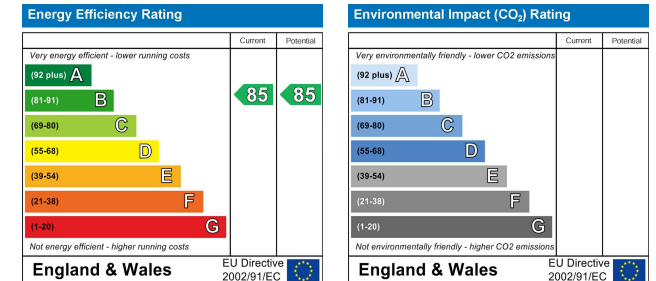 Energy Efficiency Rating
Current Potential
Very energy efficient - lower running costs
(92 plus) A
(81-91) B
85 85
(69-80) C
(55-68) D
(39-54) E
(21-38) F
(1-20) G
Not energy efficient - higher running costs
England & Wales
EU Directive
2002/91/EC
Environmental Impact (CO₂) Rating
Current Potential
Very environmentally friendly - lower CO2 emissions
(92 plus) A
(81-91) B
(69-80) C
(55-68) D
(39-54) E
(21-38) F
(1-20) G
Not environmentally friendly - higher CO2 emissions
England & Wales
EU Directive
2002/91/EC